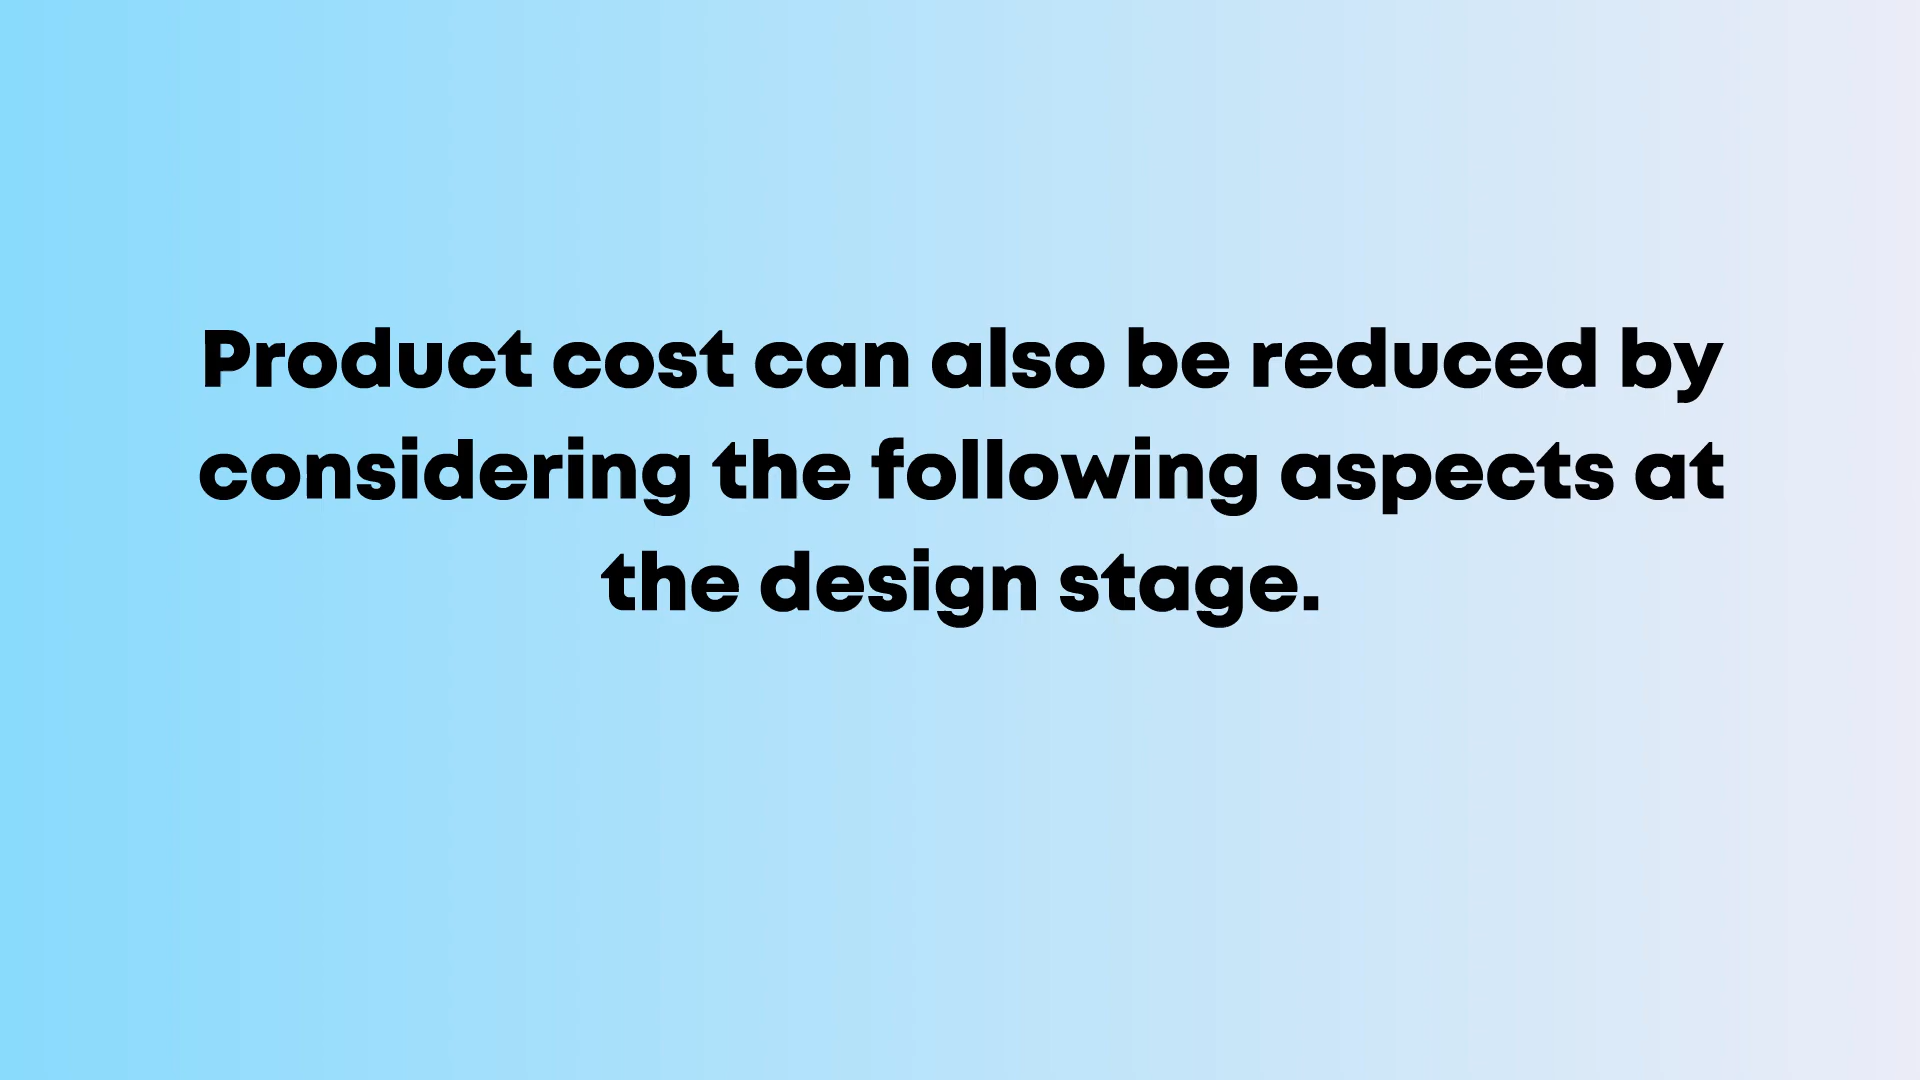 Product cost can also be reduced by
considering the following aspects at
the design stage.